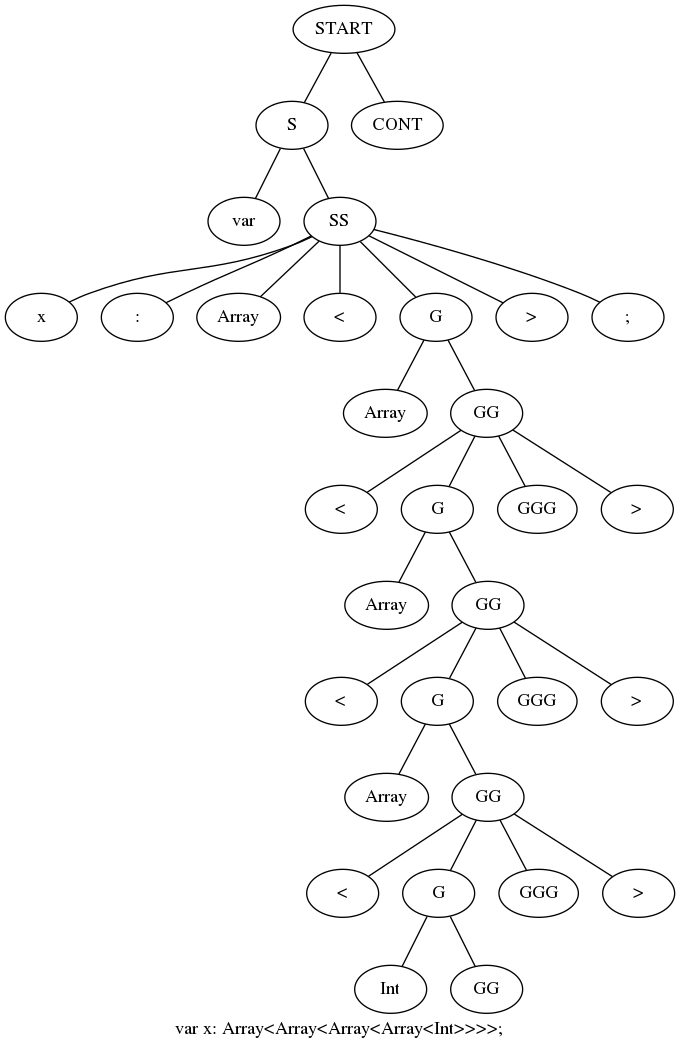 START
S CONT
var SS
x : Array < G > ;
Array GG
< G GGG >
Array GG
< G GGG >
Array GG
< G GGG >
Int GG
var x: Array<Array<Array<Array<Int>>>>;